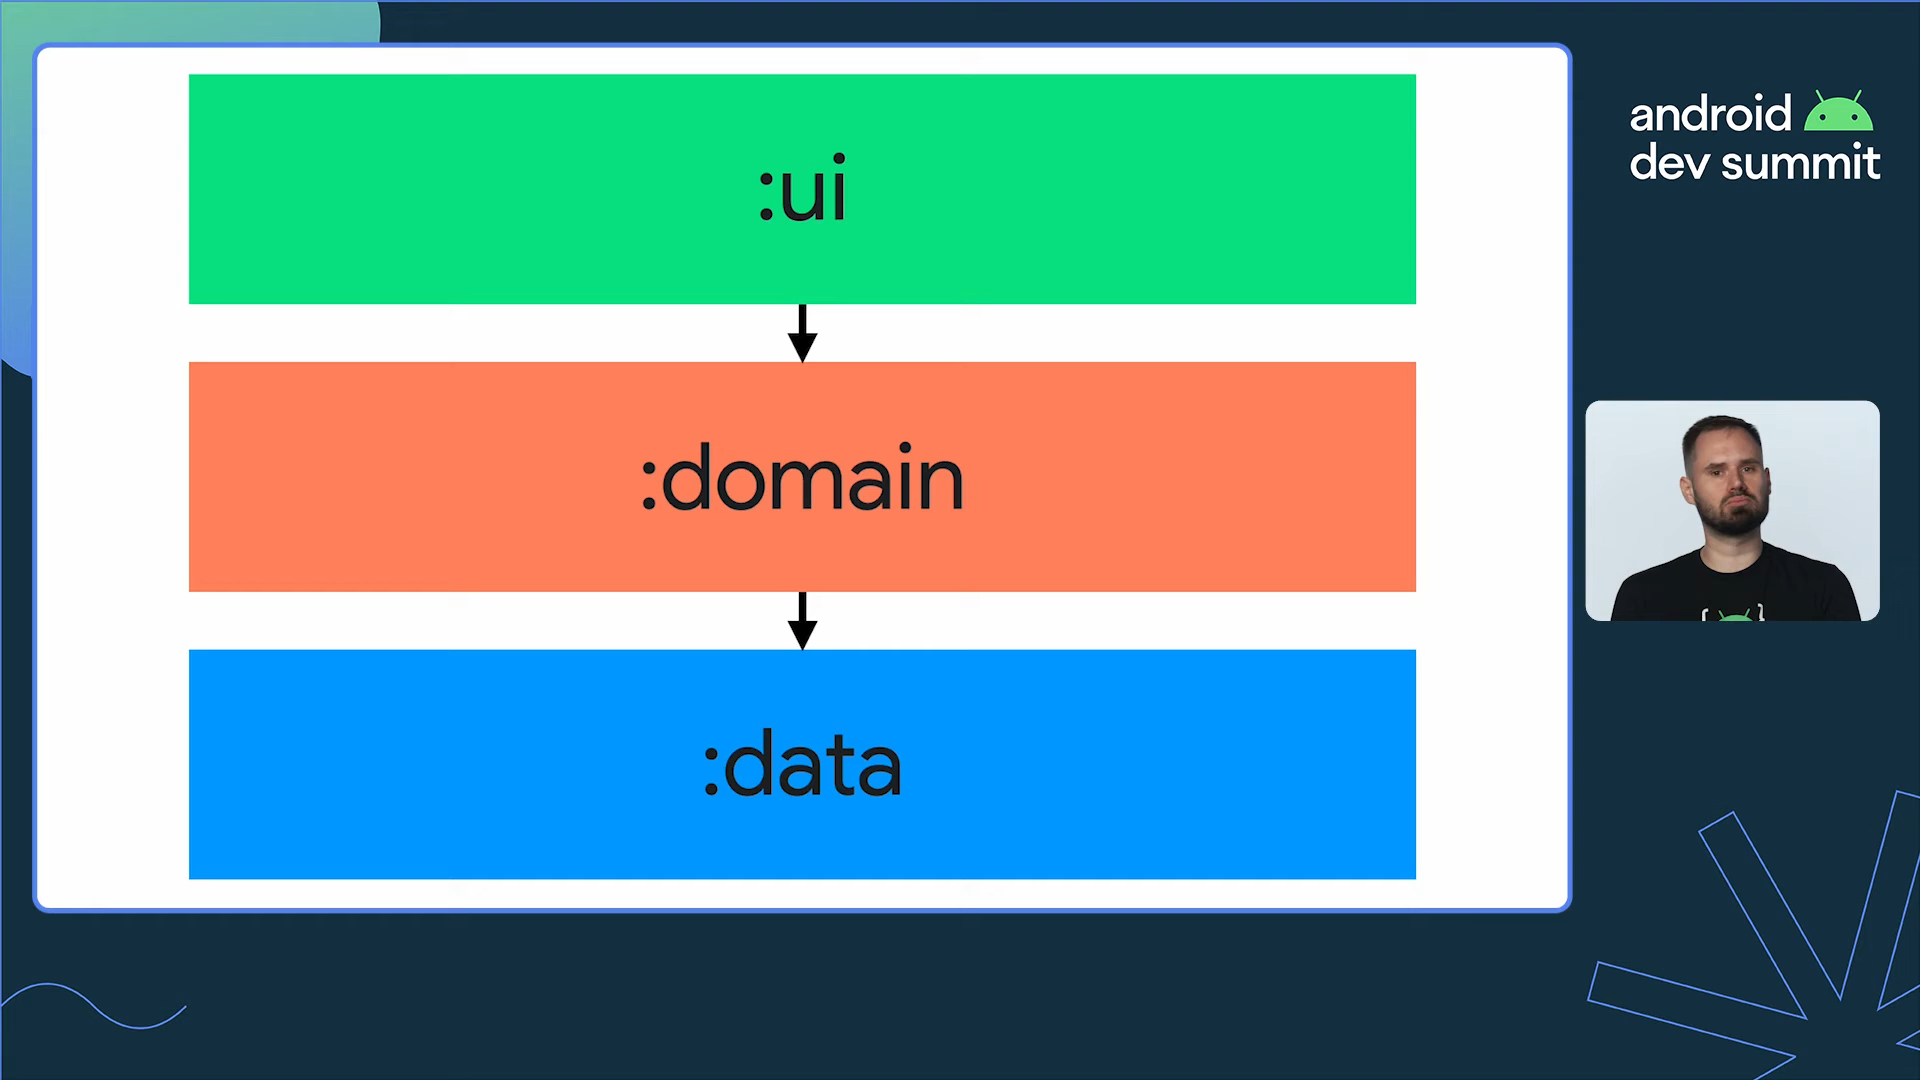 :ui
:domain
:data
android
dev summit